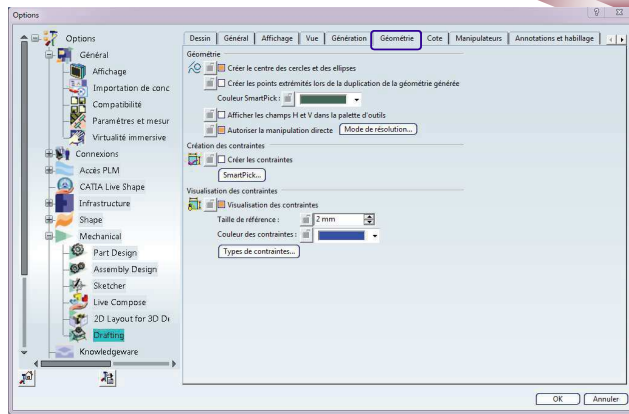 Options
Options
Général
Affichage
Importation de conc
Compatibilité
Paramètres et mesur
Virtualité immersive
Connexions
Accès PLM
CATIA Live Shape
Infrastructure
Shape
Mechanical
Part Design
Assembly Design
Sketcher
Live Compose
2D Layout for 3D De
Drafting
Knowledgeware
Dessin Général Affichage Vue Génération Géométrie Cote Manipulateurs Annotations et habillage
Géométrie
Créer le centre des cercles et des ellipses
Créer les points extrémités lors de la duplication de la géométrie générée
Couleur SmartPick :
Afficher les champs H et V dans la palette d'outils
Autoriser la manipulation directe Mode de résolution...
Création des contraintes
Créer les contraintes
SmartPick...
Visualisation des contraintes
Visualisation des contraintes
Taille de référence : 2 mm
Couleur des contraintes :
Types de contraintes...
OK Annuler